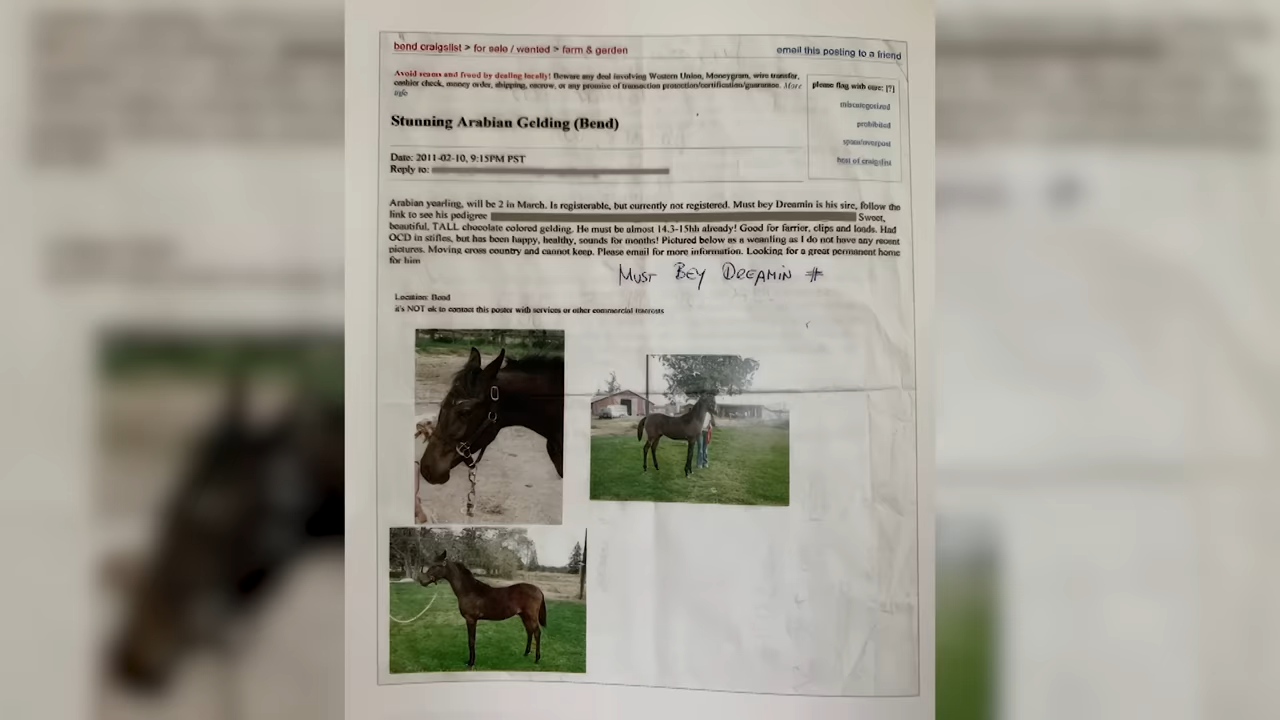 bend craigslist > for sale / wanted > farm & garden
email this posting to a friend
Avoid scams and fraud by dealing locally! Beware any deal involving Western Union, Moneygram, wire transfer,
cashier check, money order, shipping, escrow, or any promise of transaction protection/certification/guarantee. More
info
please flag with care: [?]
miscategorized
prohibited
spam/overpost
best of craigslist
Stunning Arabian Gelding (Bend)
Date: 2011-02-10, 9:15PM PST
Reply to:
Arabian yearling, will be 2 in March. Is registerable, but currently not registered. Must bey Dreamin is his sire, follow the
link to see his pedigree Sweet,
beautiful, TALL chocolate colored gelding. He must be almost 14.3-15hh already! Good for farrier, clips and loads. Had
OCD in stifles, but has been happy, healthy, sounds for months! Pictured below as a weanling as I do not have any recent
pictures. Moving cross country and cannot keep. Please email for more information. Looking for a great permanent home
for him
MUST BEY DREAMIN #
Location: Bend
it's NOT ok to contact this poster with services or other commercial interests